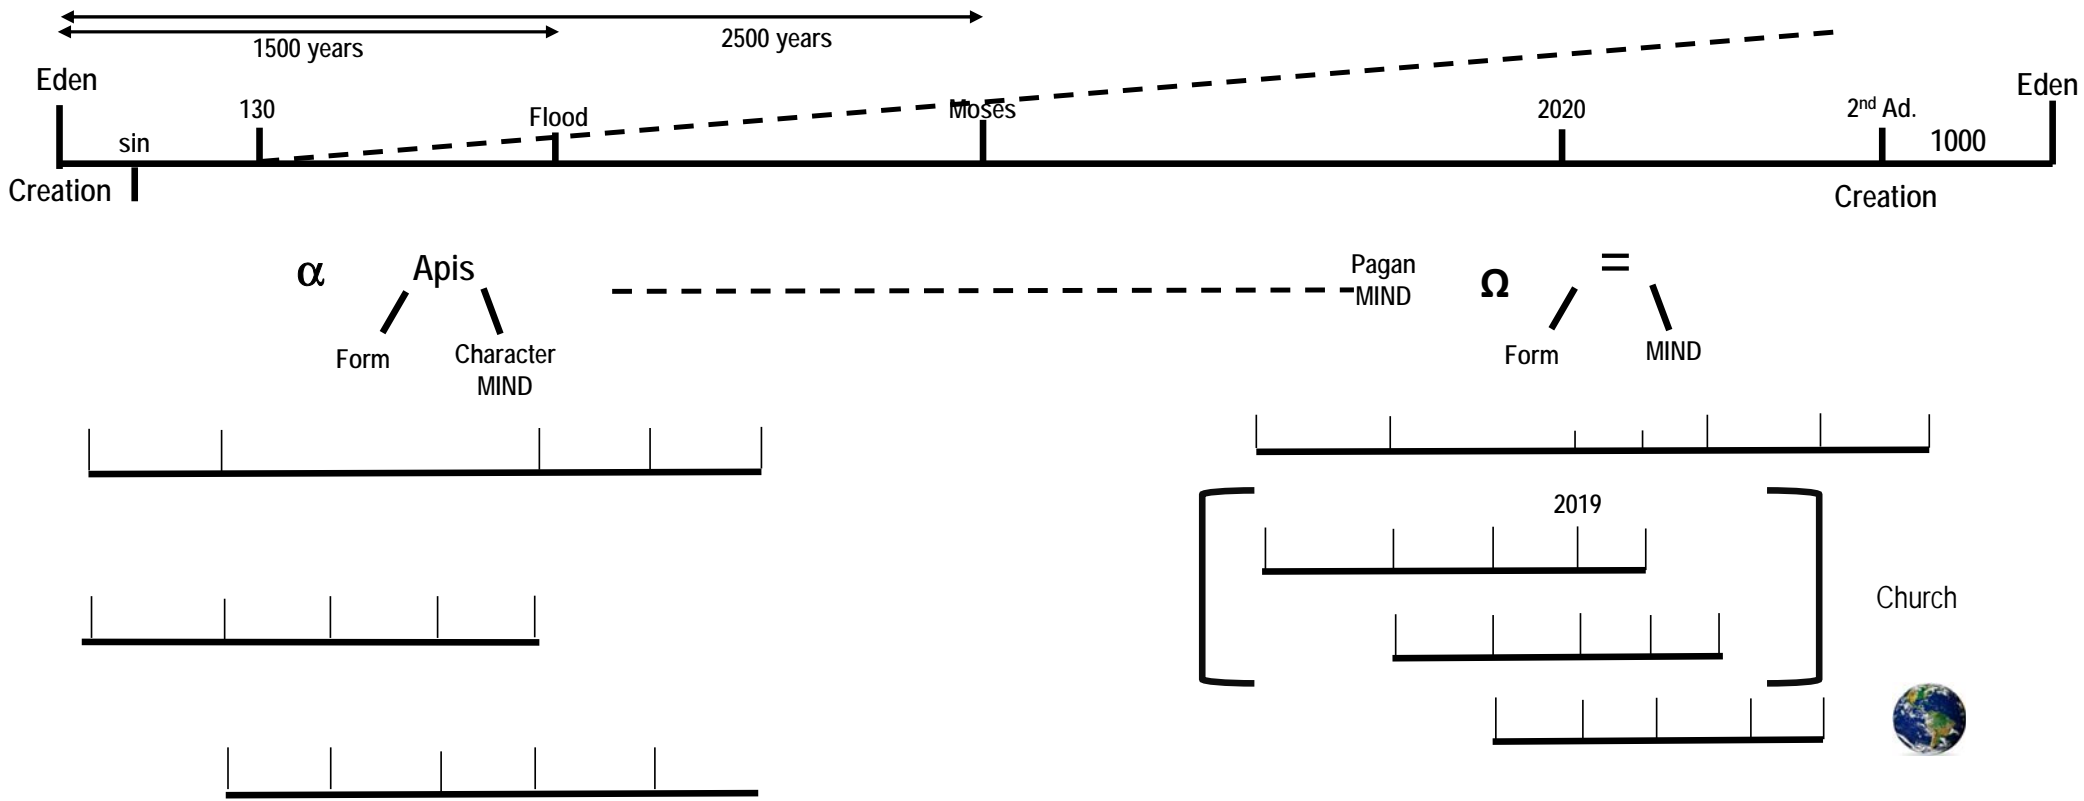 1500 years
2500 years
Eden
Eden
130
Flood
Moses
2020
2nd Ad.
sin
1000
Creation
Creation
α
Apis
Form
Character
MIND
Pagan
MIND
Ω
=
Form
MIND
2019
Church